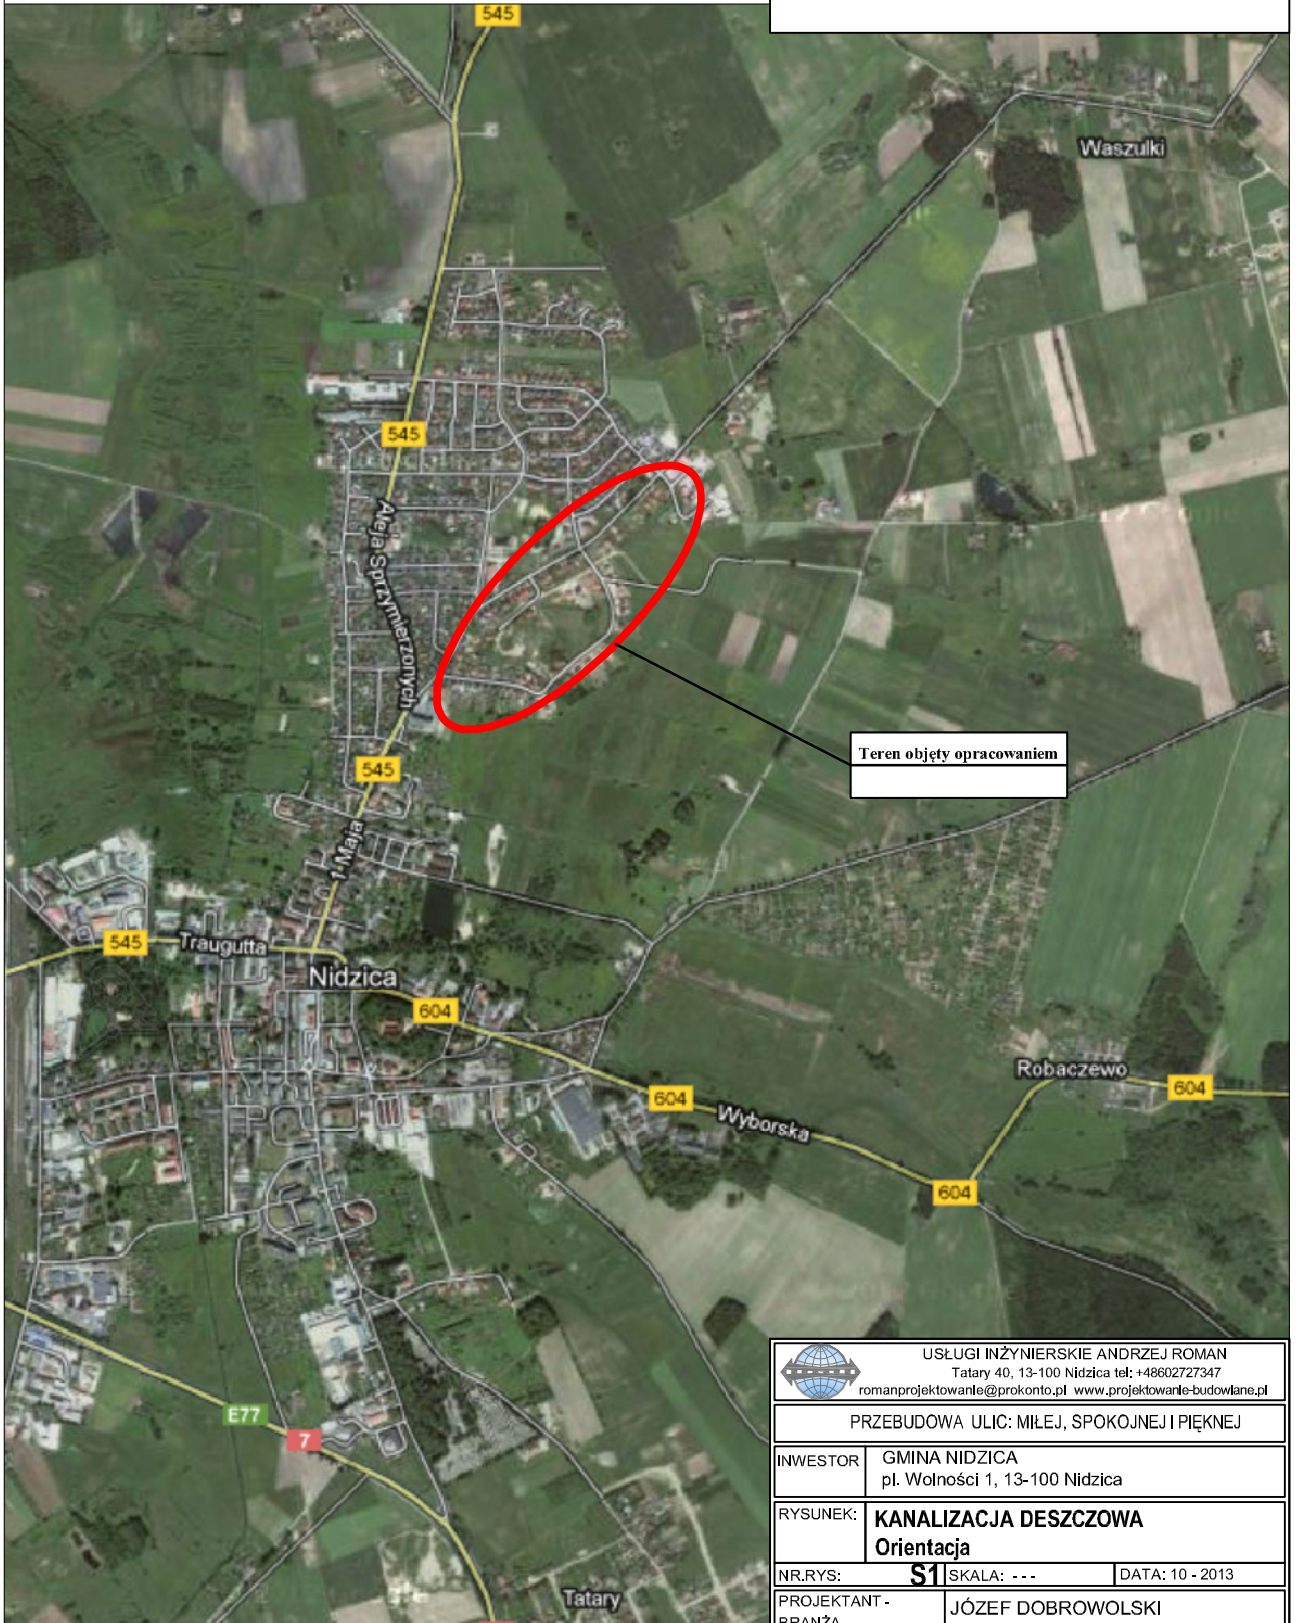 545
Waszulki
545
Aleja Sprzymierzonych
Teren objęty opracowaniem
545
1 Maja
545
Traugutta
Nidzica
604
Robaczewo
604
604
Wyborska
604
E77
7
Tatary
USŁUGI INŻYNIERSKIE ANDRZEJ ROMAN
Tatary 40, 13-100 Nidzica tel: +48602727347
romanprojektowanie@prokonto.pl www.projektowanie-budowlane.pl
PRZEBUDOWA ULIC: MIŁEJ, SPOKOJNEJ I PIĘKNEJ
INWESTOR
GMINA NIDZICA
pl. Wolności 1, 13-100 Nidzica
RYSUNEK:
KANALIZACJA DESZCZOWA
Orientacja
NR.RYS: S1 SKALA: --- DATA: 10 - 2013
PROJEKTANT -
BRANŻA
JÓZEF DOBROWOLSKI